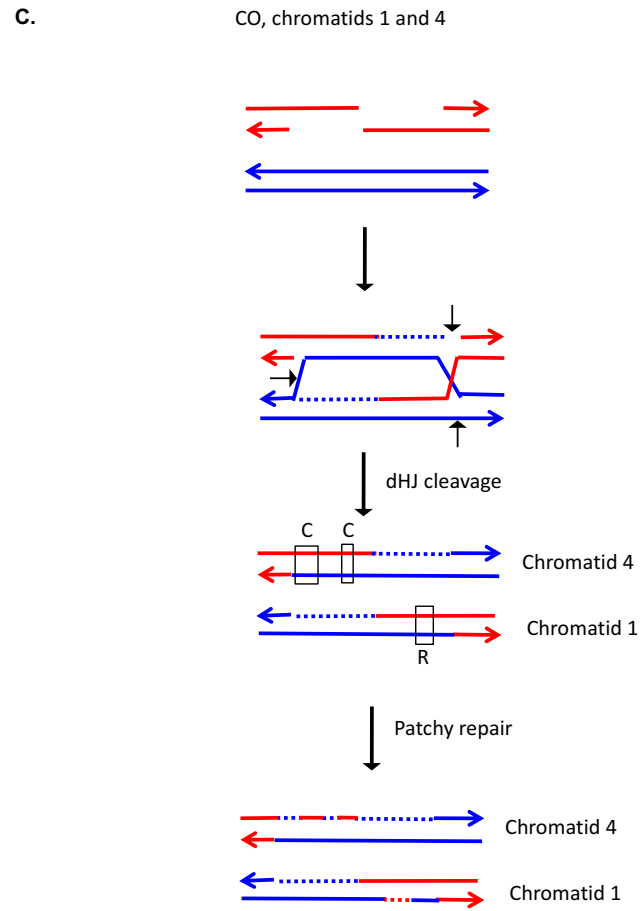 C.
CO, chromatids 1 and 4
dHJ cleavage
C C
Chromatid 4
Chromatid 1
R
Patchy repair
Chromatid 4
Chromatid 1